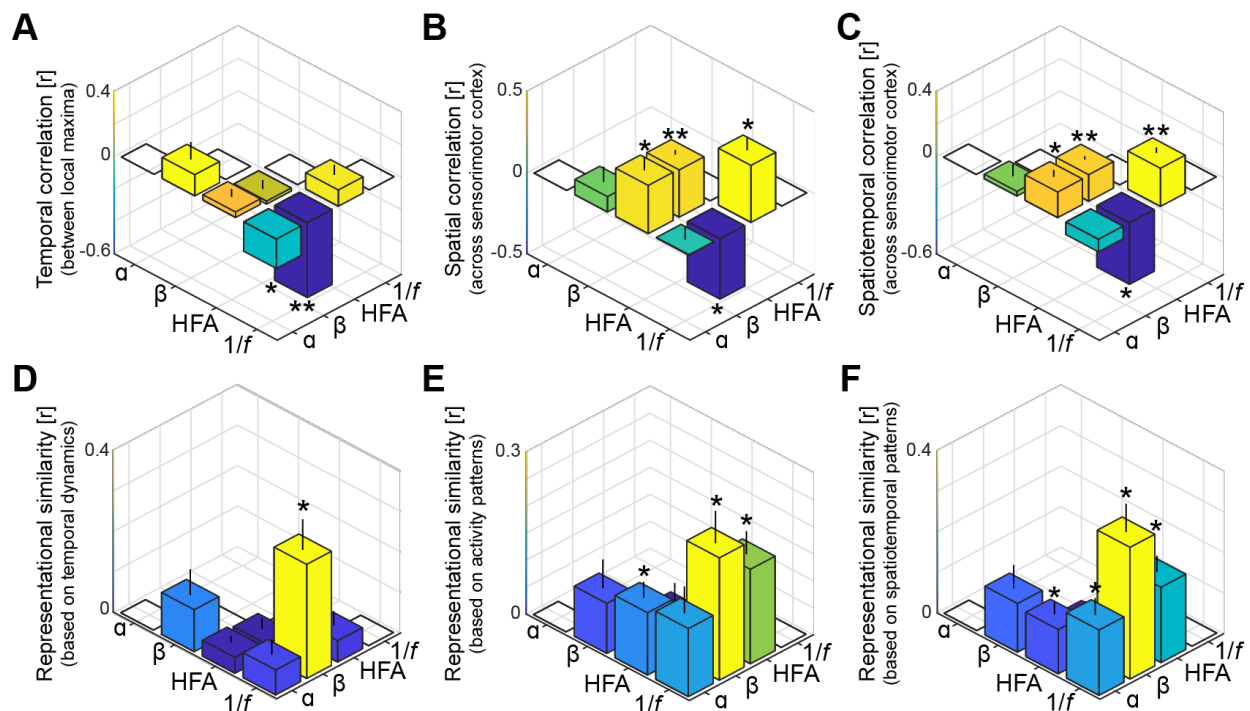 A
Temporal correlation [r]
(between local maxima)
0.4
0
-0.6
α
β
HFA
1/f
α
β
HFA
1/f
*
**
B
Spatial correlation [r]
(across sensorimotor cortex)
0.5
0
-0.5
α
β
HFA
1/f
α
β
HFA
1/f
*
**
*
*
C
Spatiotemporal correlation [r]
(across sensorimotor cortex)
0.4
0
-0.6
α
β
HFA
1/f
α
β
HFA
1/f
*
**
**
*
D
Representational similarity [r]
(based on temporal dynamics)
0.4
0
α
β
HFA
1/f
α
β
HFA
1/f
*
E
Representational similarity [r]
(based on activity patterns)
0.3
0
α
β
HFA
1/f
α
β
HFA
1/f
*
*
*
F
Representational similarity [r]
(based on spatiotemporal patterns)
0.4
0
α
β
HFA
1/f
α
β
HFA
1/f
*
*
*
*